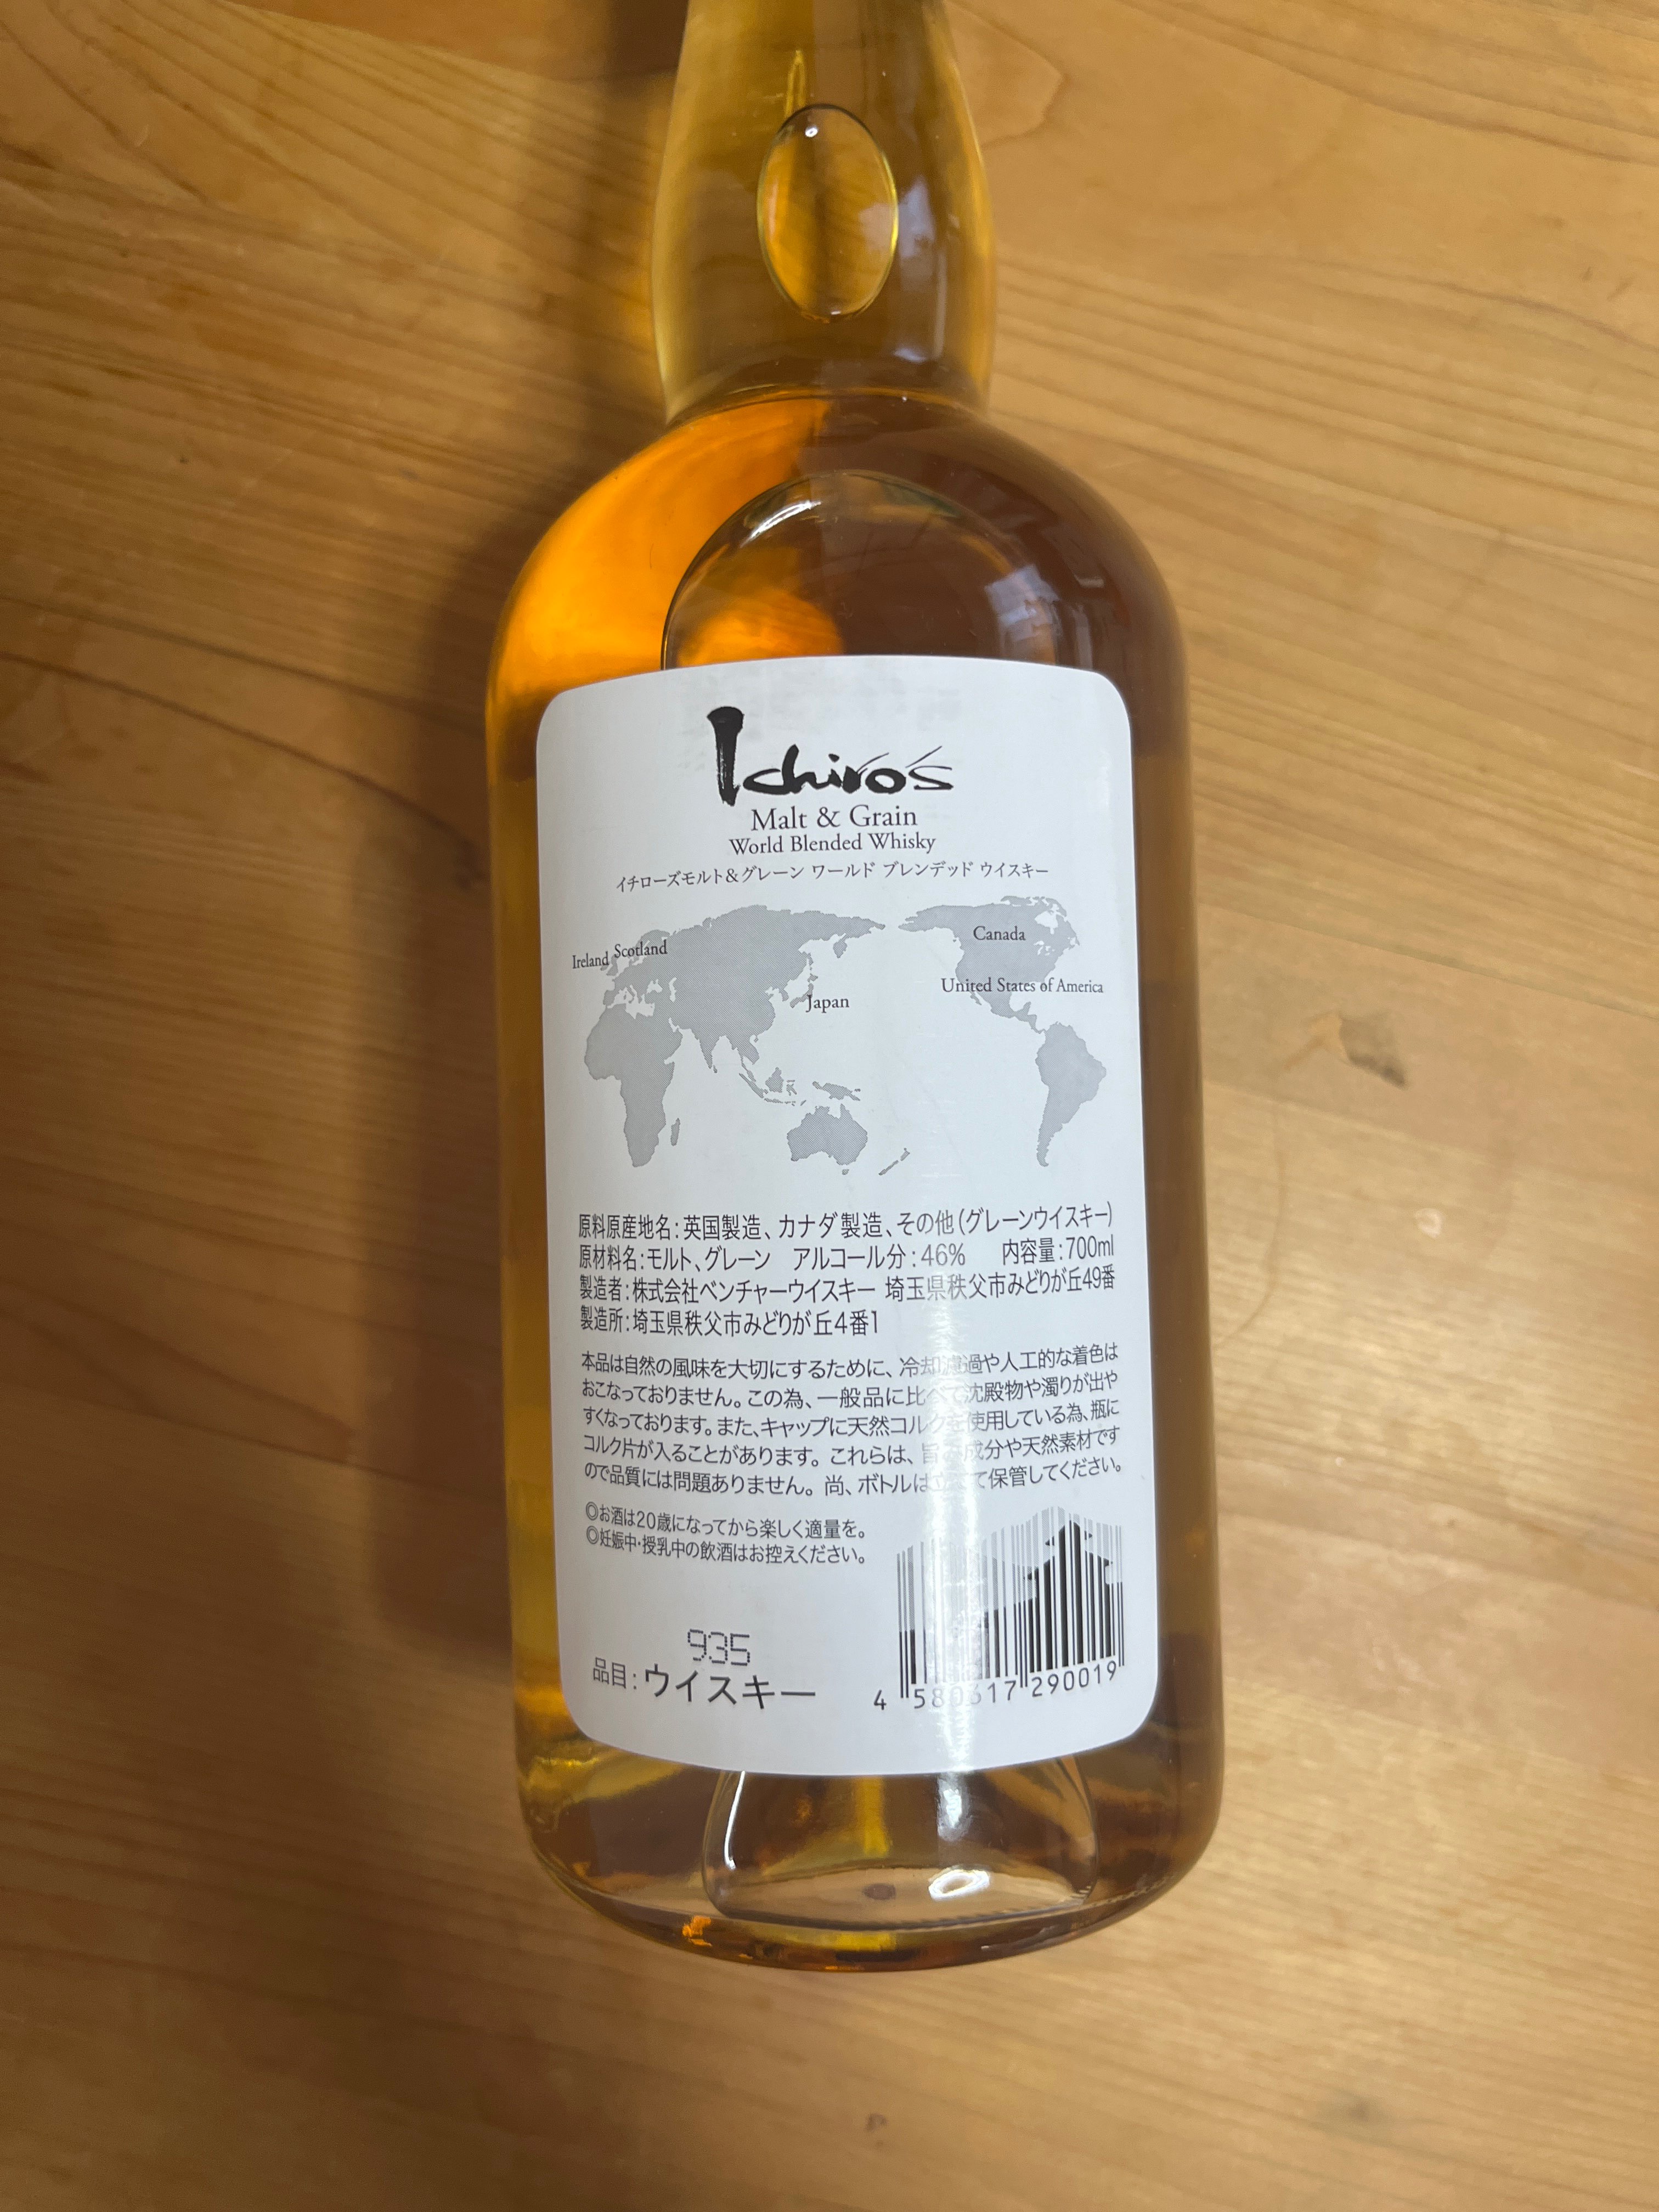 Ichiro's
Malt & Grain
World Blended Whisky
イチローズモルト&グレーン ワールド ブレンデッド ウイスキー
Ireland Scotland
Canada
United States of America
Japan
原料原産地名:英国製造、カナダ製造、その他(グレーンウイスキー)
原材料名:モルト、グレーン アルコール分:46% 内容量:700ml
製造者:株式会社ベンチャーウイスキー 埼玉県秩父市みどりが丘49番
製造所:埼玉県秩父市みどりが丘4番1
本品は自然の風味を大切にするために、冷却濾過や人工的な着色は
おこなっておりません。この為、一般品に比べて沈殿物や濁りが出や
すくなっております。また、キャップに天然コルクを使用している為、瓶に
コルク片が入ることがあります。これらは、旨み成分や天然素材です
ので品質には問題ありません。尚、ボトルは立てて保管してください。
◎お酒は20歳になってから楽しく適量を。
◎妊娠中・授乳中の飲酒はお控えください。
935
品目:ウイスキー
4 580617 290019